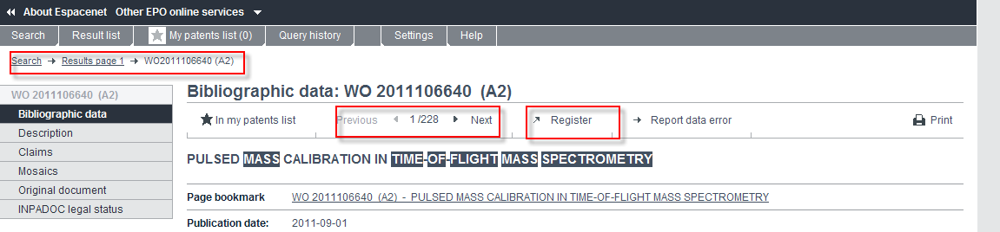 About Espacenet Other EPO online services
Search Result list My patents list (0) Query history Settings Help
Search → Results page 1 → WO2011106640 (A2)
WO 2011106640 (A2)
Bibliographic data
Description
Claims
Mosaics
Original document
INPADOC legal status
Bibliographic data: WO 2011106640 (A2)
In my patents list Previous 1 /228 Next Register Report data error Print
PULSED MASS CALIBRATION IN TIME-OF-FLIGHT MASS SPECTROMETRY
Page bookmark WO 2011106640 (A2) - PULSED MASS CALIBRATION IN TIME-OF-FLIGHT MASS SPECTROMETRY
Publication date: 2011-09-01